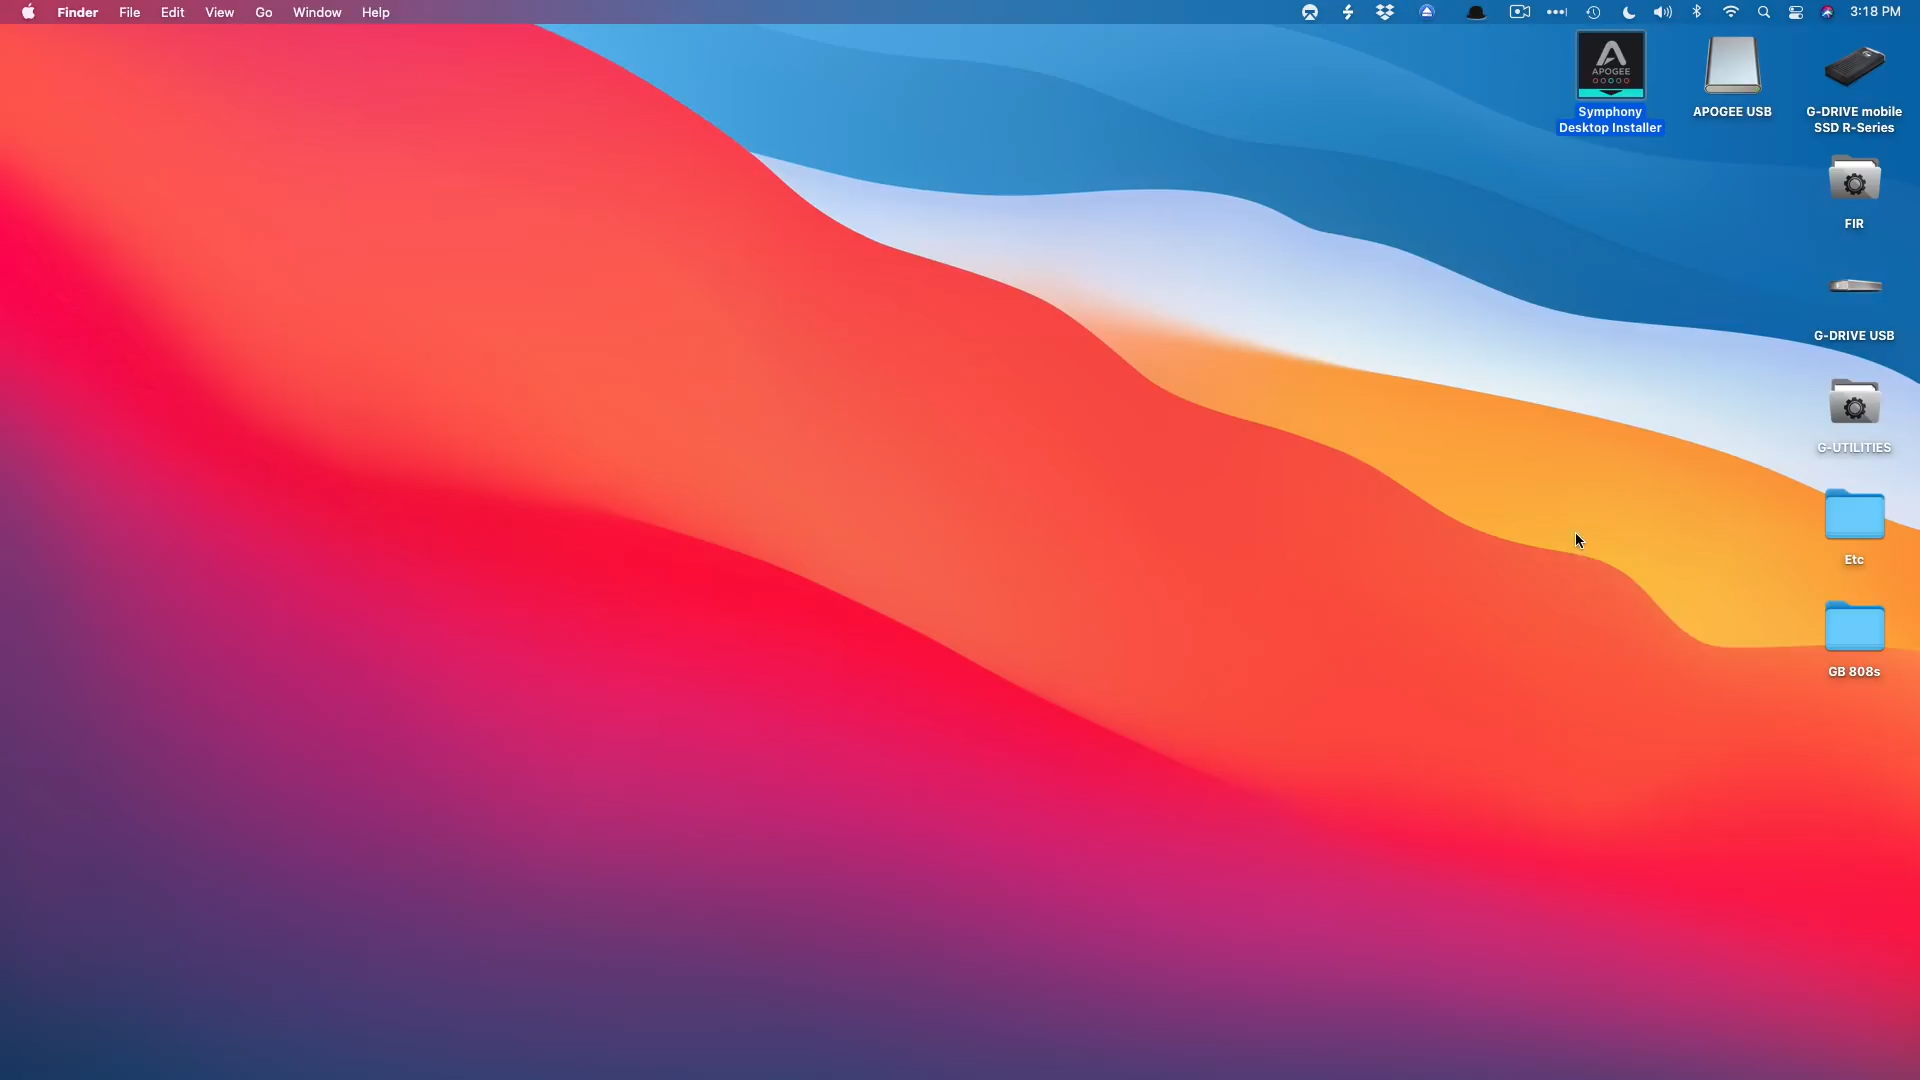 Finder File Edit View Go Window Help 3:18 PM
APOGEE
Symphony
Desktop Installer
APOGEE USB
G-DRIVE mobile
SSD R-Series
FIR
G-DRIVE USB
G-UTILITIES
Etc
GB 808s